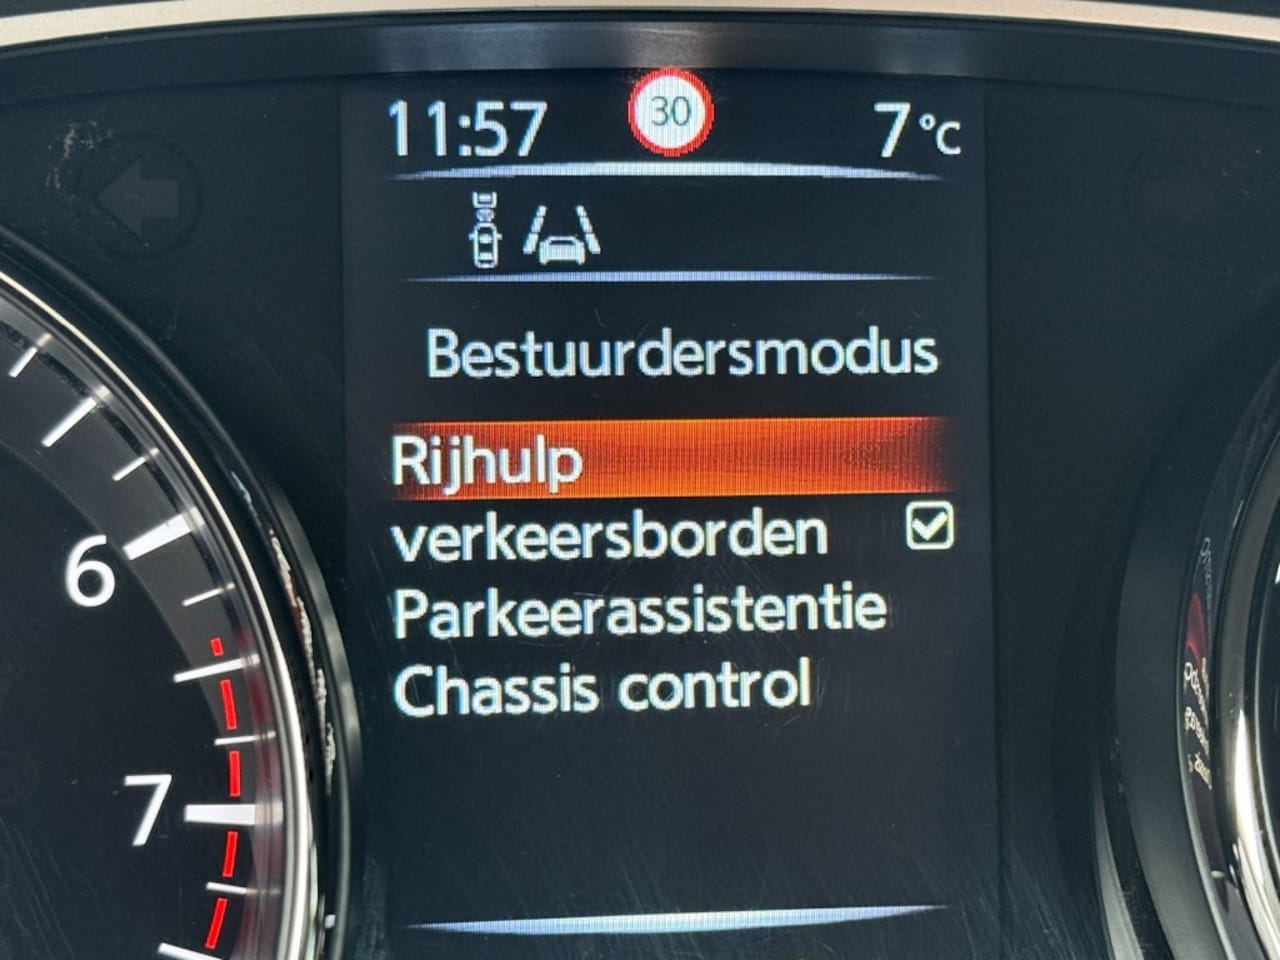 11:57 30 7°C
Bestuurdersmodus
Rijhulp
verkeersborden
Parkeerassistentie
Chassis control
6
7